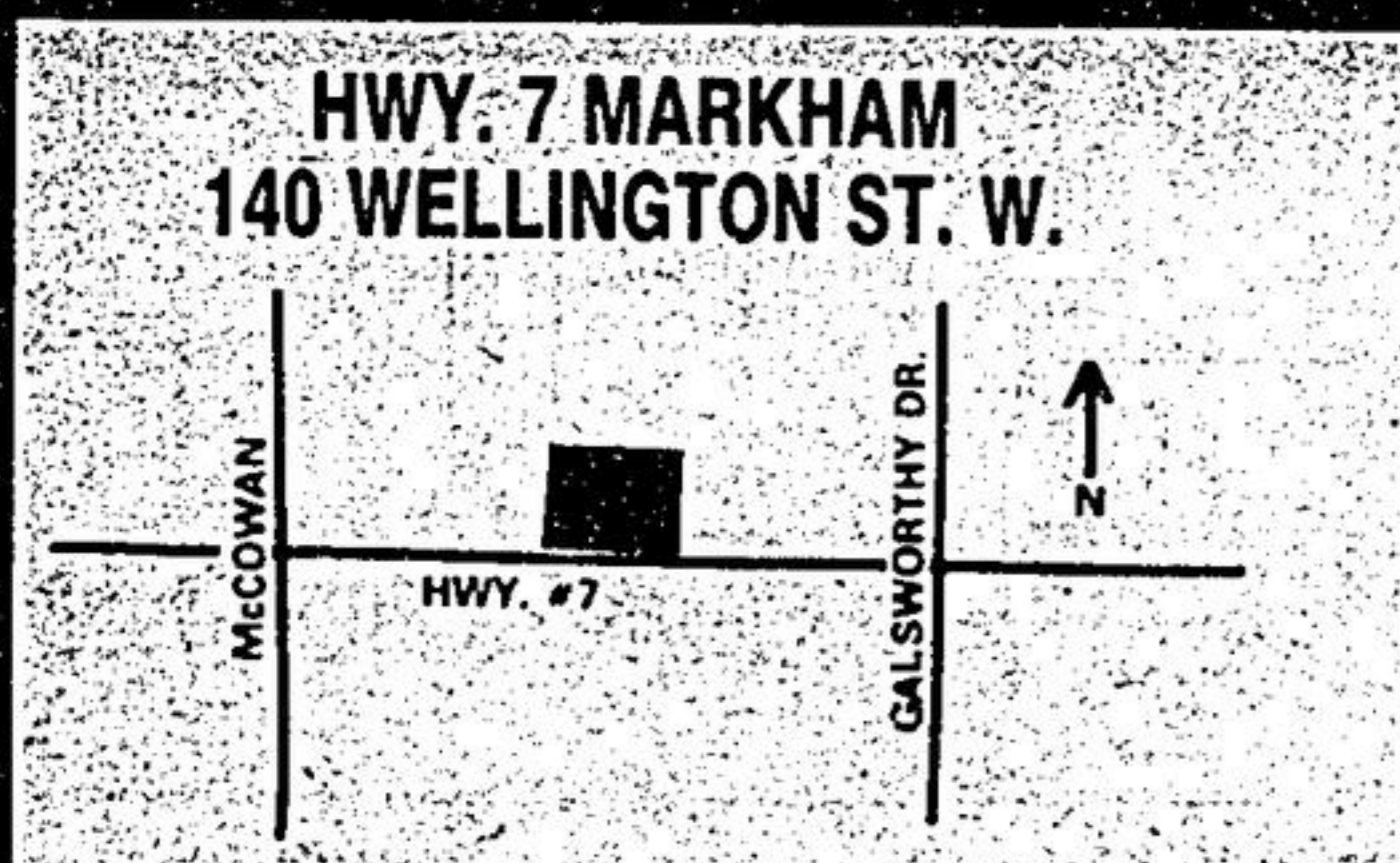 HWY. 7 MARKHAM
140 WELLINGTON ST. W.
McCOWAN
HWY. #7
GALSWORTHY DR.
N